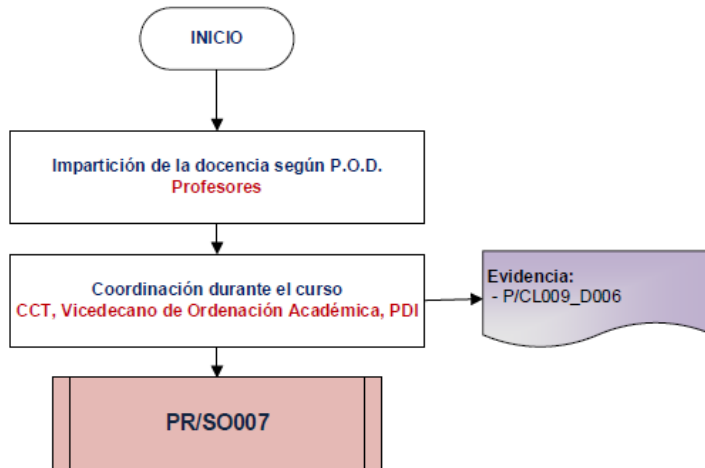 INICIO
Impartición de la docencia según P.O.D.
Profesores
Coordinación durante el curso
CCT, Vicedecano de Ordenación Académica, PDI
Evidencia:
- P/CL009_D006
PR/SO007